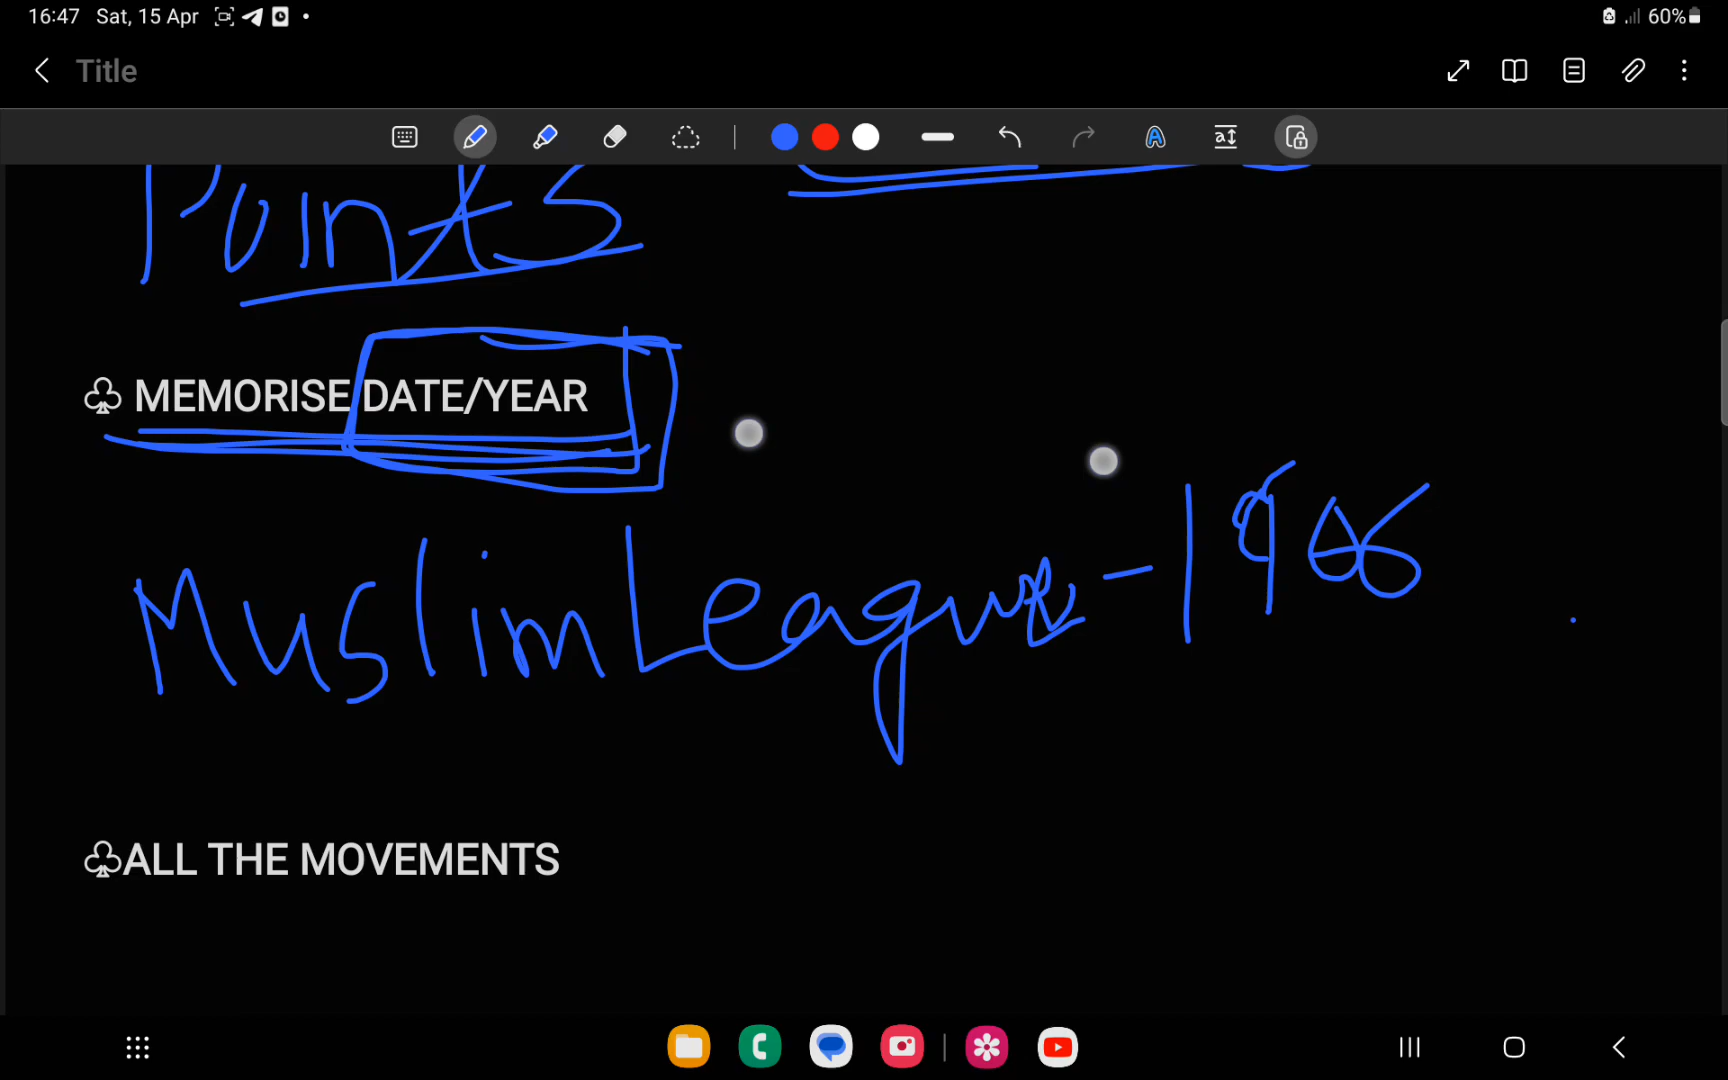 16:47 Sat, 15 Apr 60%
Title
Points
♧ MEMORISE DATE/YEAR
Muslim League - 1906
♧ALL THE MOVEMENTS